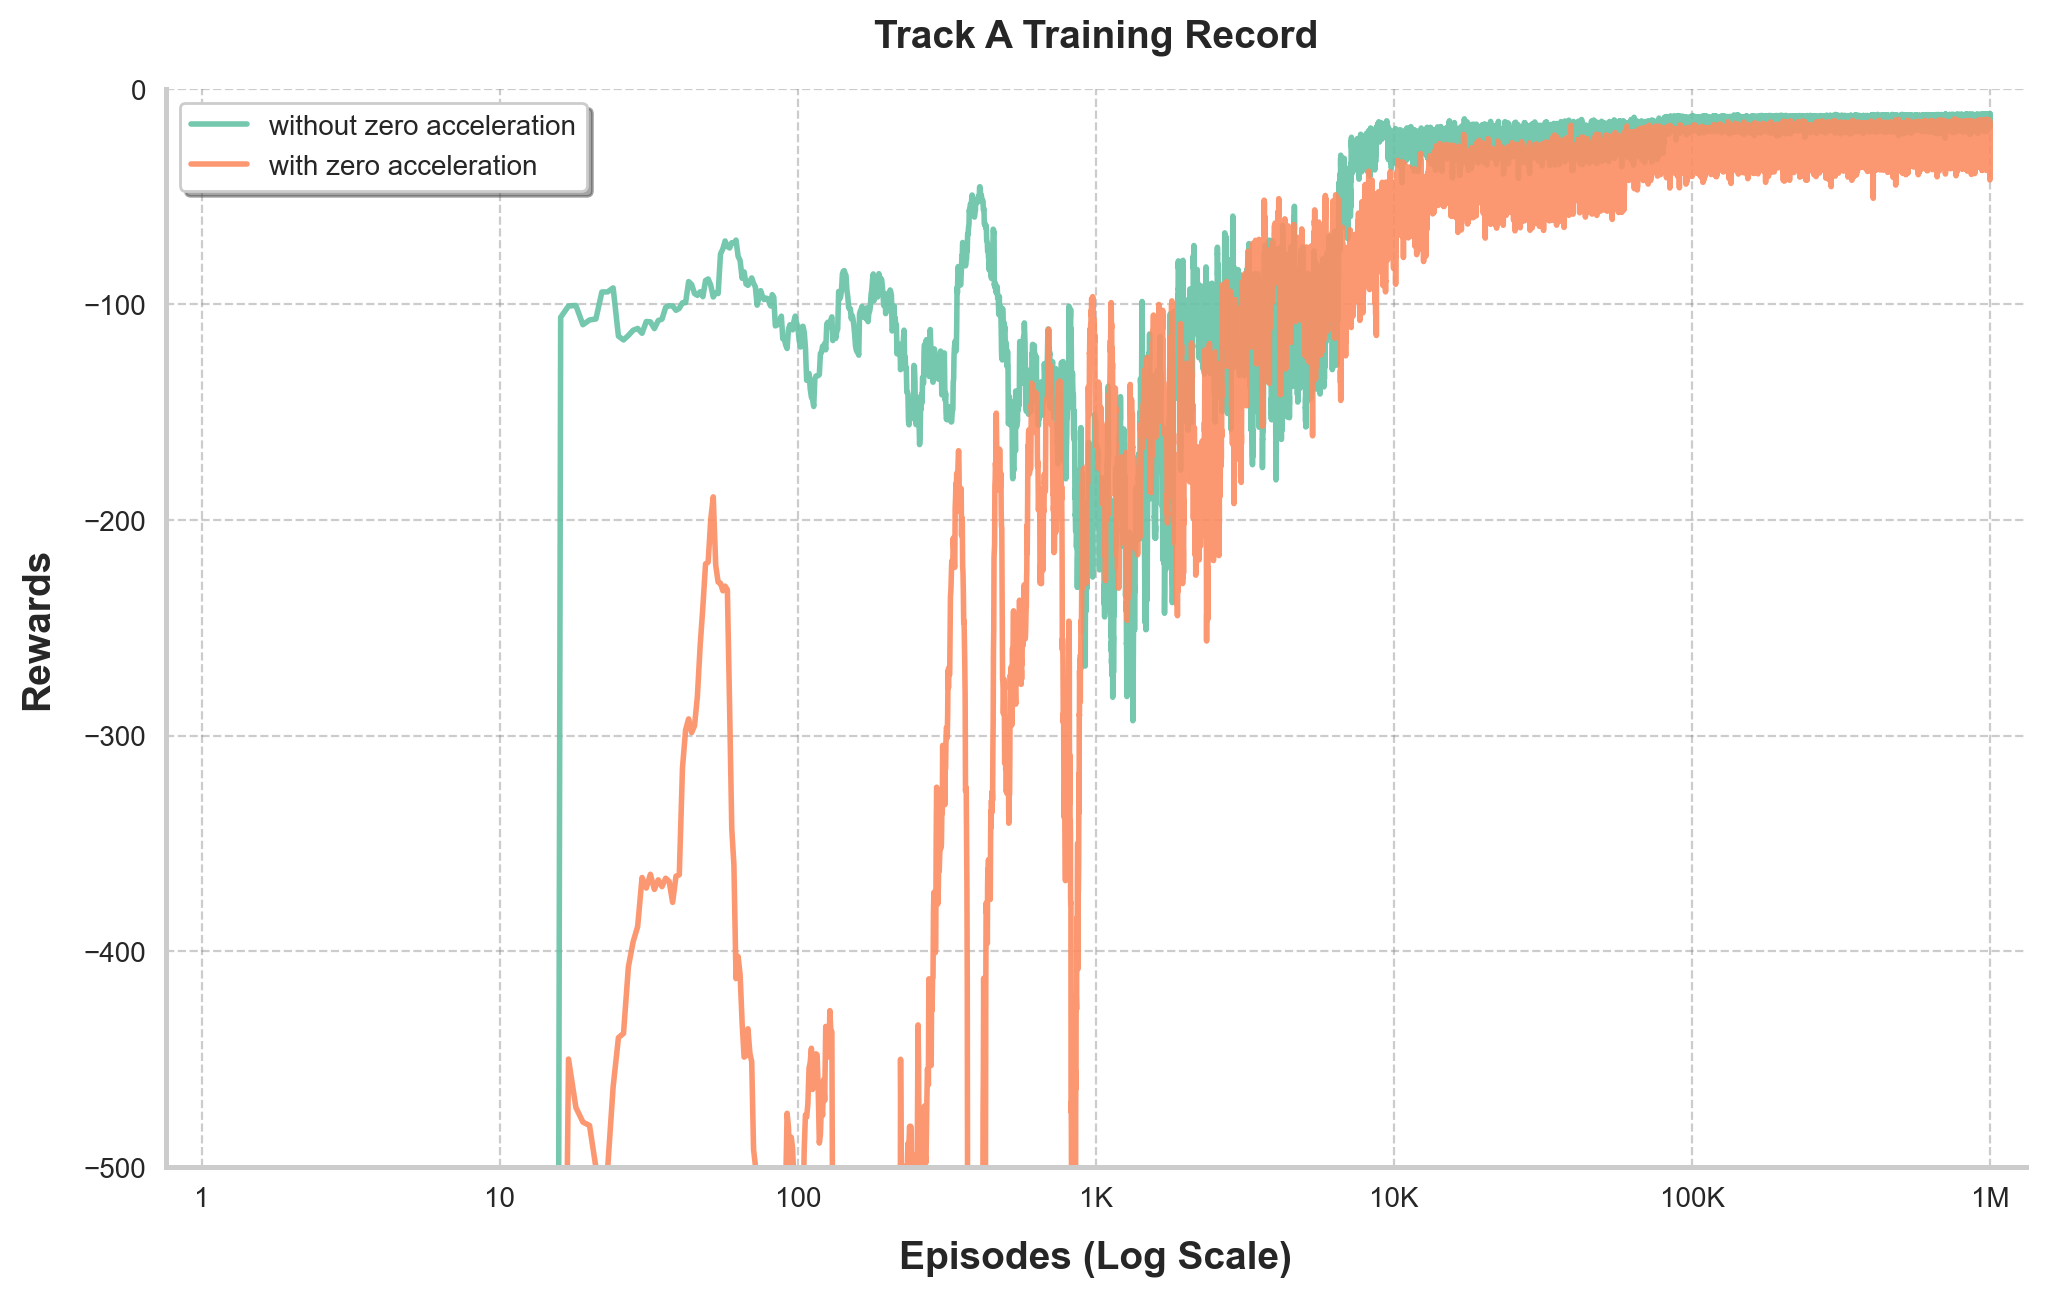 Track A Training Record
0
without zero acceleration
with zero acceleration
−100
−200
−300
−400
−500
Rewards
1 10 100 1K 10K 100K 1M
Episodes (Log Scale)